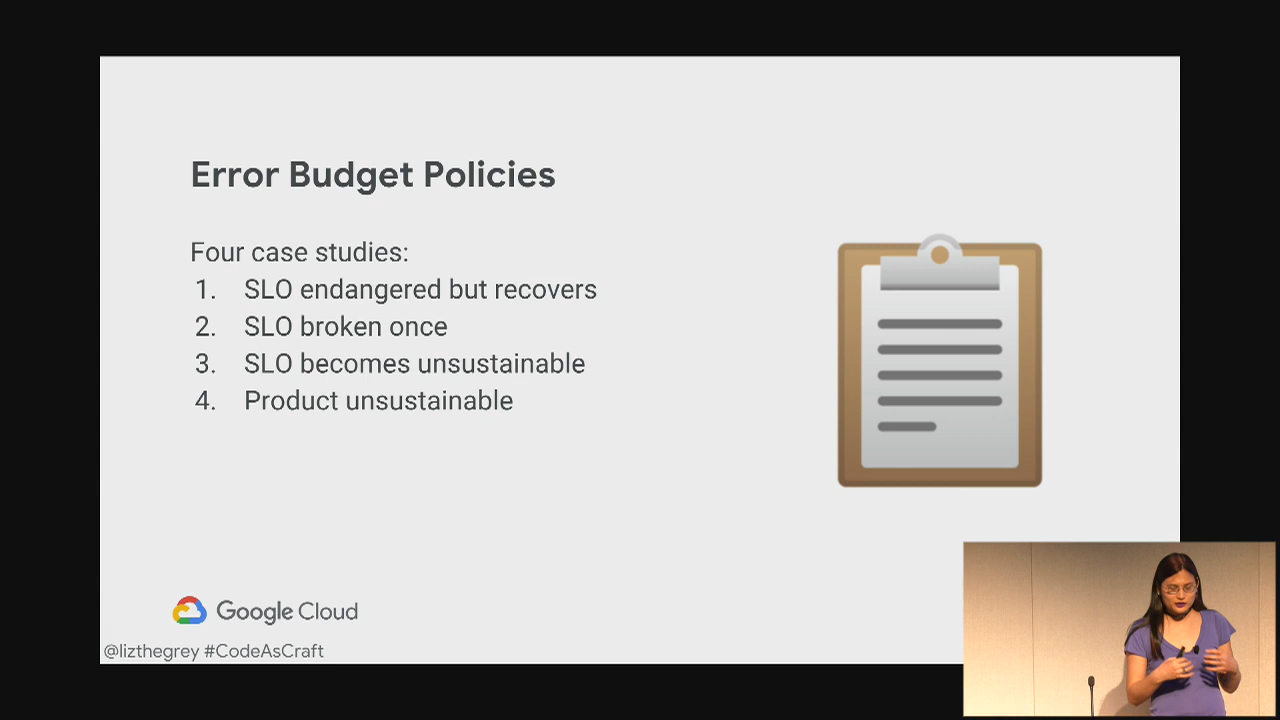 Error Budget Policies
Four case studies:
1. SLO endangered but recovers
2. SLO broken once
3. SLO becomes unsustainable
4. Product unsustainable
Google Cloud
@lizthegrey #CodeAsCraft